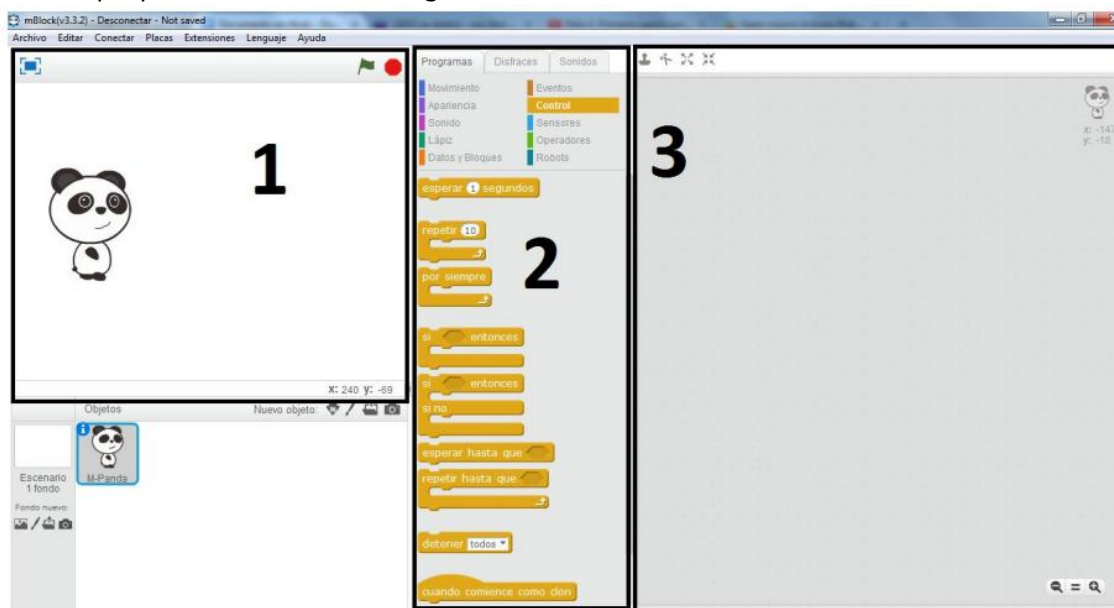 mBlock(v3.3.2) - Desconectar - Not saved
Archivo Editar Conectar Placas Extensiones Lenguaje Ayuda
1
x: 240 y: -69
Objetos Nuevo objeto:
M-Panda
Escenario
1 fondo
Fondo nuevo:
Programas Disfraces Sonidos
Movimiento Eventos
Apariencia Control
Sonido Sensores
Lápiz Operadores
Datos y Bloques Robots
esperar 1 segundos
repetir 10
2
por siempre
si entonces
si entonces
si no
esperar hasta que
repetir hasta que
detener todos
cuando comience como clon
3
x: -147
y: -18